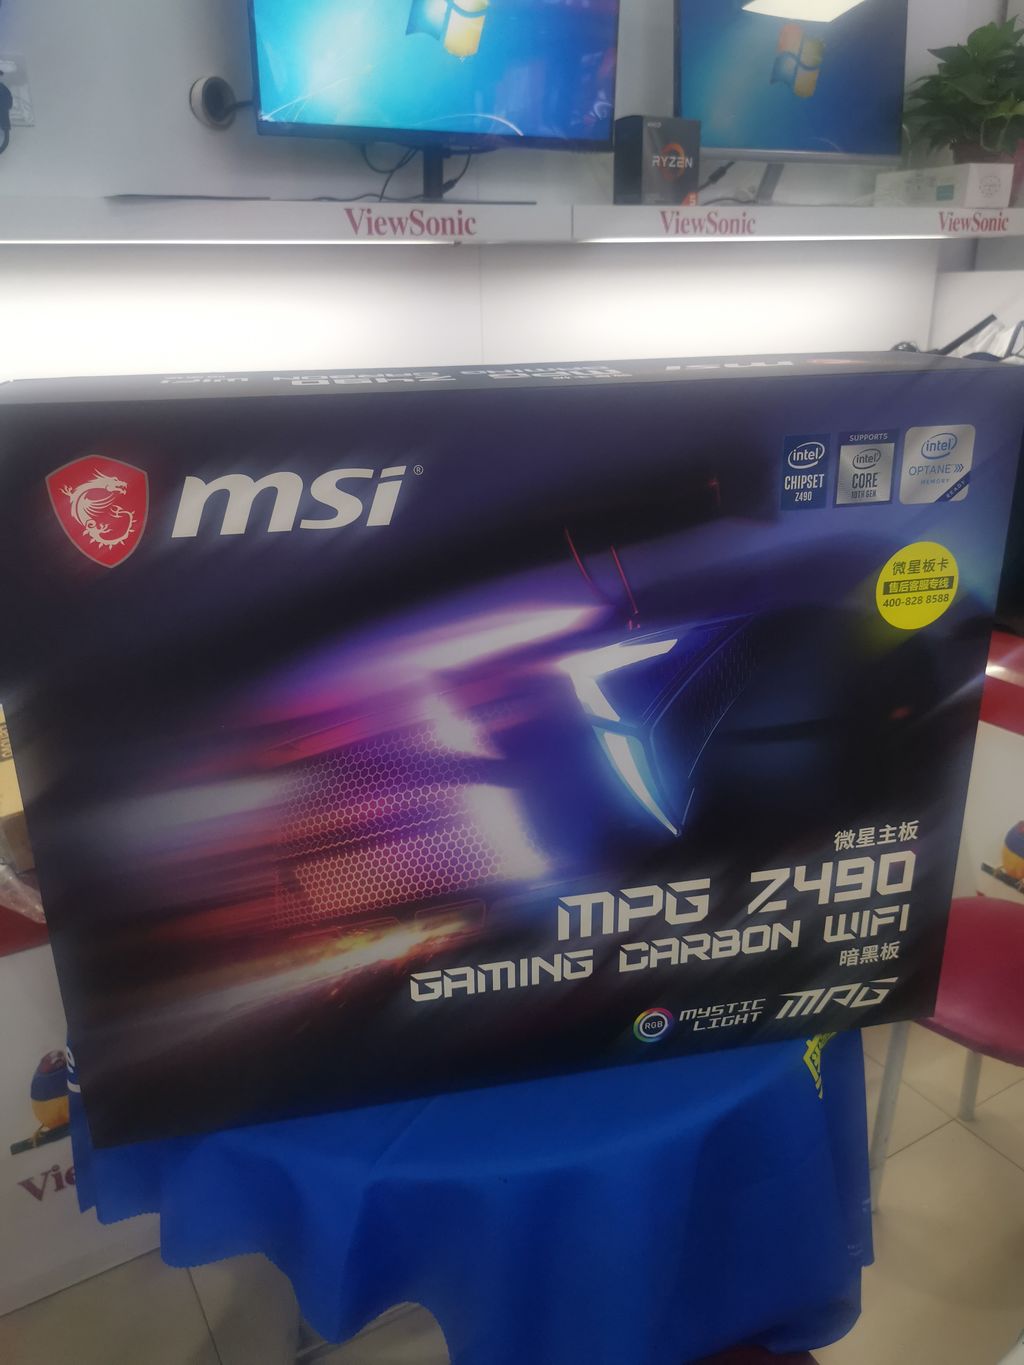 RYZEN
ViewSonic
ViewSonic
ViewSonic
msi®
intel
CHIPSET
Z490
SUPPORTS
intel
CORE
10TH GEN
intel
OPTANE
MEMORY
READY
微星板卡
售后客服专线
400-828 8588
微星主板
MPG Z490
GAMING CARBON WIFI
暗黑板
RGB
MYSTIC
LIGHT
MPG
Vie